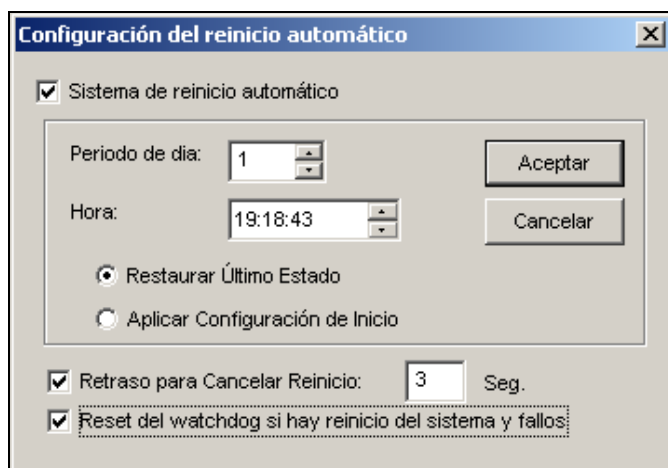 Configuración del reinicio automático
Sistema de reinicio automático
Periodo de dia: 1 Aceptar
Hora: 19:18:43 Cancelar
Restaurar Último Estado
Aplicar Configuración de Inicio
Retraso para Cancelar Reinicio: 3 Seg.
Reset del watchdog si hay reinicio del sistema y fallos